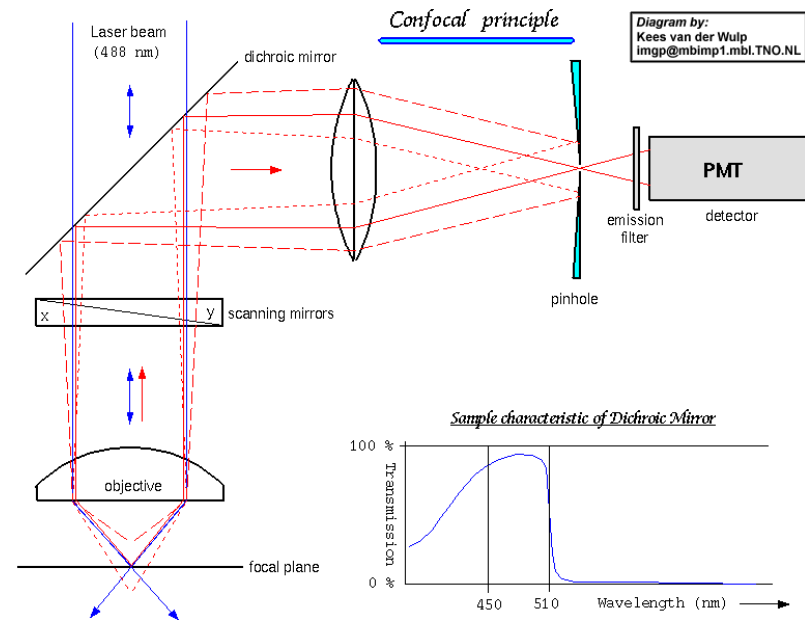 Confocal principle
Diagram by:
Kees van der Wulp
imgp@mbimp1.mbl.TNO.NL
Laser beam
(488 nm)
dichroic mirror
PMT
detector
emission
filter
pinhole
x
y
scanning mirrors
objective
focal plane
Sample characteristic of Dichroic Mirror
100 %
Transmission
0 %
450
510
Wavelength (nm)